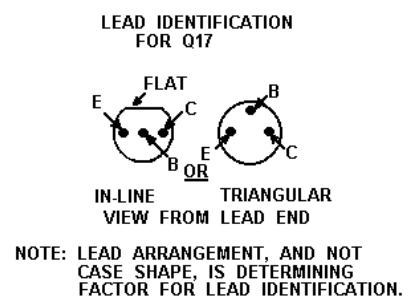 LEAD IDENTIFICATION
FOR Q17
FLAT
E
C
B
B
E
C
OR
IN-LINE
TRIANGULAR
VIEW FROM LEAD END
NOTE: LEAD ARRANGEMENT, AND NOT
CASE SHAPE, IS DETERMINING
FACTOR FOR LEAD IDENTIFICATION.